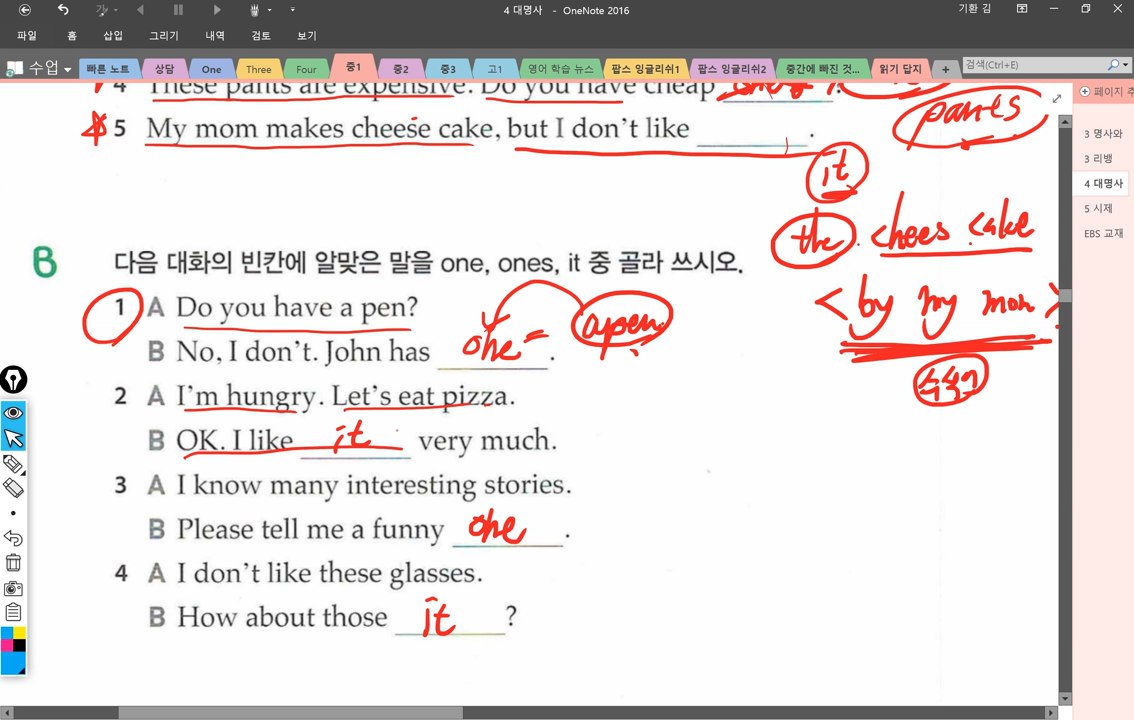 4 대명사 - OneNote 2016
기환 김
파일 홈 삽입 그리기 내역 검토 보기
수업 빠른 노트 상담 One Three Four 중1 중2 중3 고1 영어 학습 뉴스 팝스 잉글리쉬1 팝스 잉글리쉬2 중간에 빠진 것... 읽기 답지 +
검색(Ctrl+E)
페이지 추
3 명사와
3 리뱅
4 대명사
5 시제
EBS 교재
4 These pants are expensive. Do you have cheap ?
pants
5 My mom makes cheese cake, but I don't like .
it
the chees cake
<by my mom>
B 다음 대화의 빈칸에 알맞은 말을 one, ones, it 중 골라 쓰시오.
1 A Do you have a pen?
a pen
B No, I don't. John has one = .
2 A I'm hungry. Let's eat pizza.
수식어
B OK. I like it very much.
3 A I know many interesting stories.
B Please tell me a funny one .
4 A I don't like these glasses.
B How about those it ?